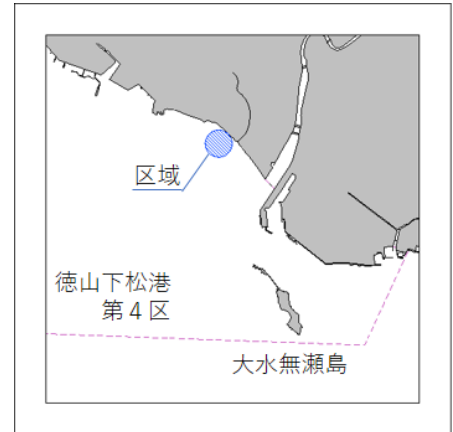 区域
徳山下松港
第4区
大水無瀬島